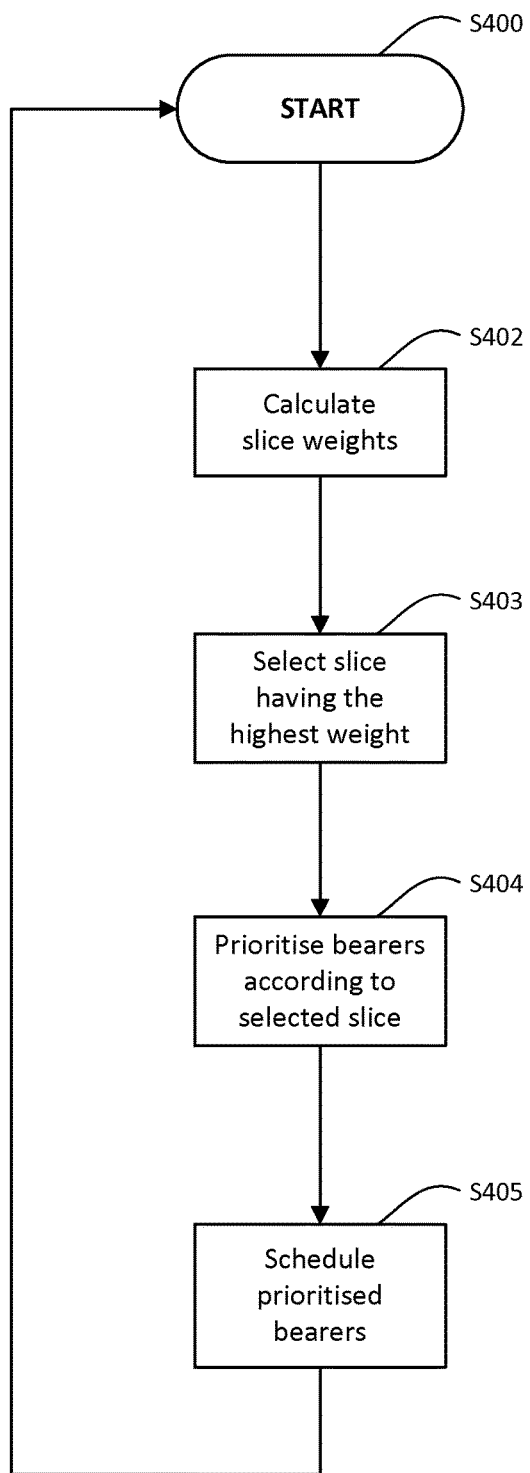 S400
START
S402
Calculate
slice weights
S403
Select slice
having the
highest weight
S404
Prioritise bearers
according to
selected slice
S405
Schedule
prioritised
bearers